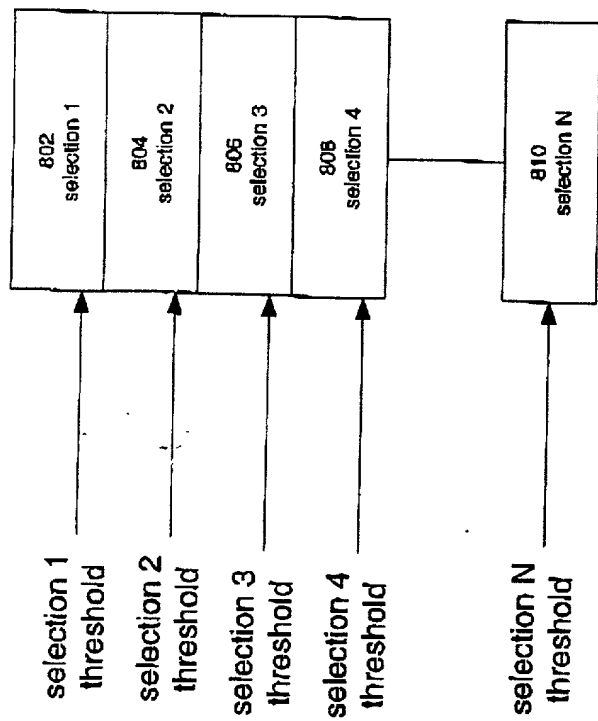 802
selection 1
804
selection 2
806
selection 3
808
selection 4
810
selection N
selection 1
threshold
selection 2
threshold
selection 3
threshold
selection 4
threshold
selection N
threshold